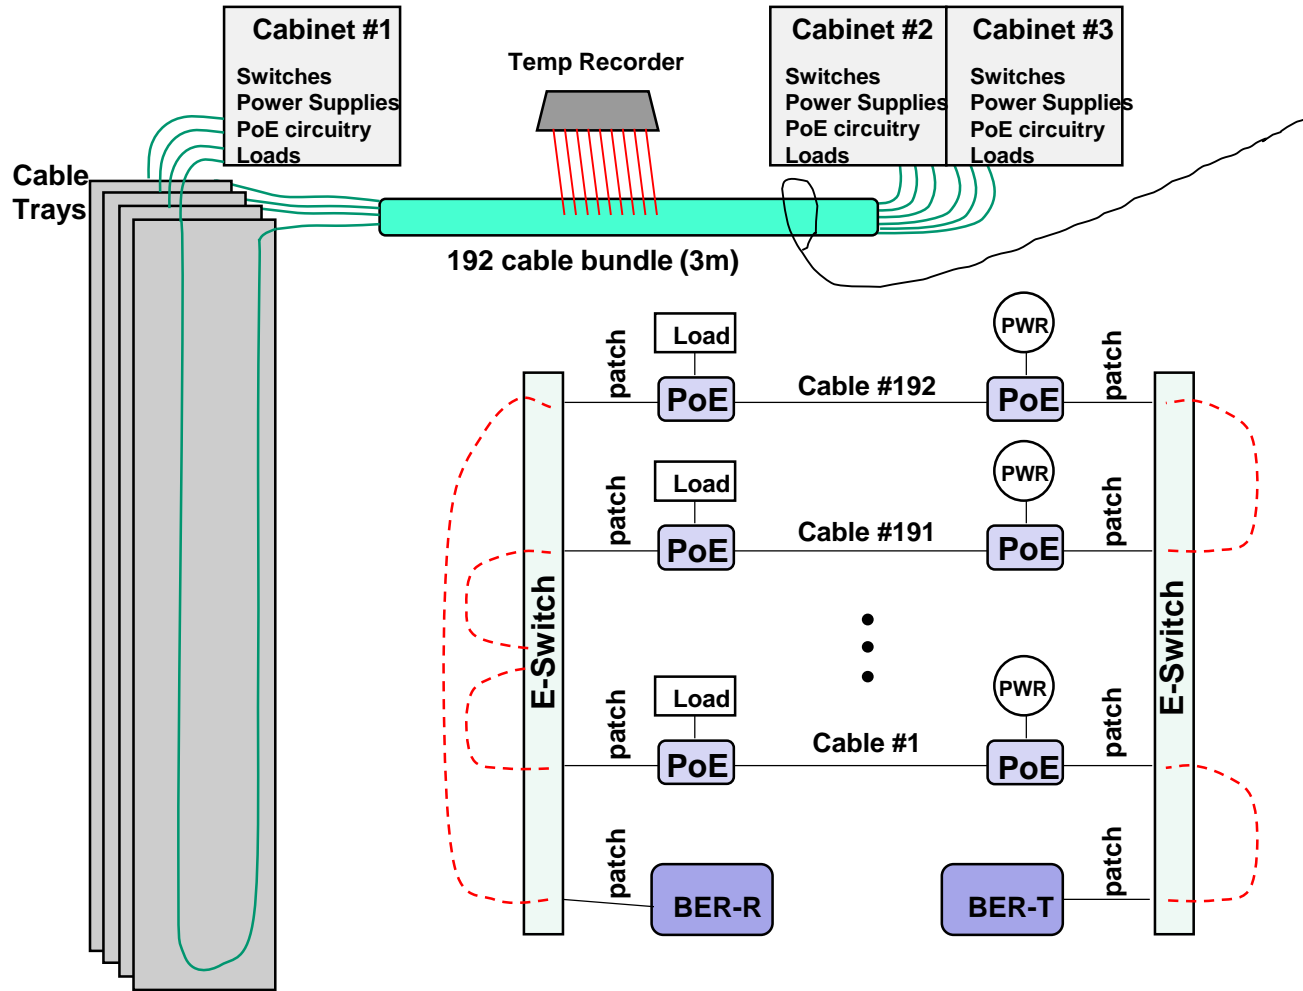 Cabinet #1
Switches
Power Supplies
PoE circuitry
Loads
Temp Recorder
Cabinet #2
Switches
Power Supplies
PoE circuitry
Loads
Cabinet #3
Switches
Power Supplies
PoE circuitry
Loads
Cable
Trays
192 cable bundle (3m)
patch
Load
PoE
Cable #192
PWR
PoE
patch
patch
Load
PoE
Cable #191
PWR
PoE
patch
E-Switch
E-Switch
patch
Load
PoE
Cable #1
PWR
PoE
patch
patch
BER-R
BER-T
patch